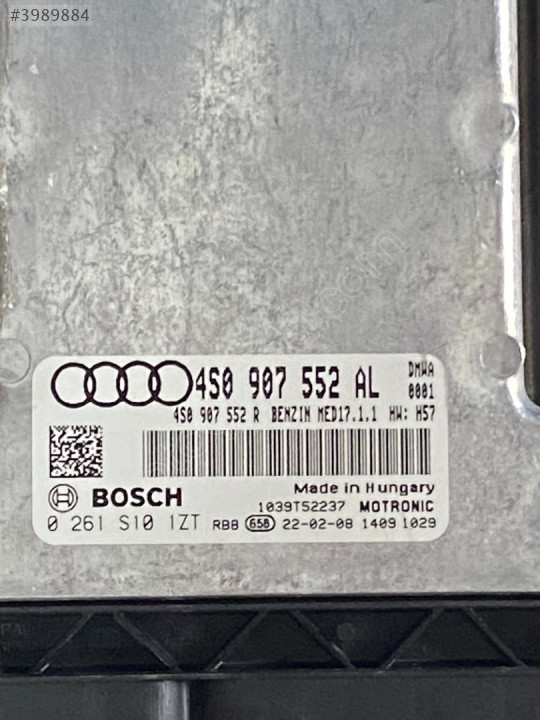 #3989884
4S0 907 552 AL
DMWA
0001
4S0 907 552 R BENZIN MED17.1.1 HW: H57
BOSCH
Made in Hungary
1039T52237 MOTRONIC
0 261 S10 1ZT RBB 658 22-02-08 1409 1029